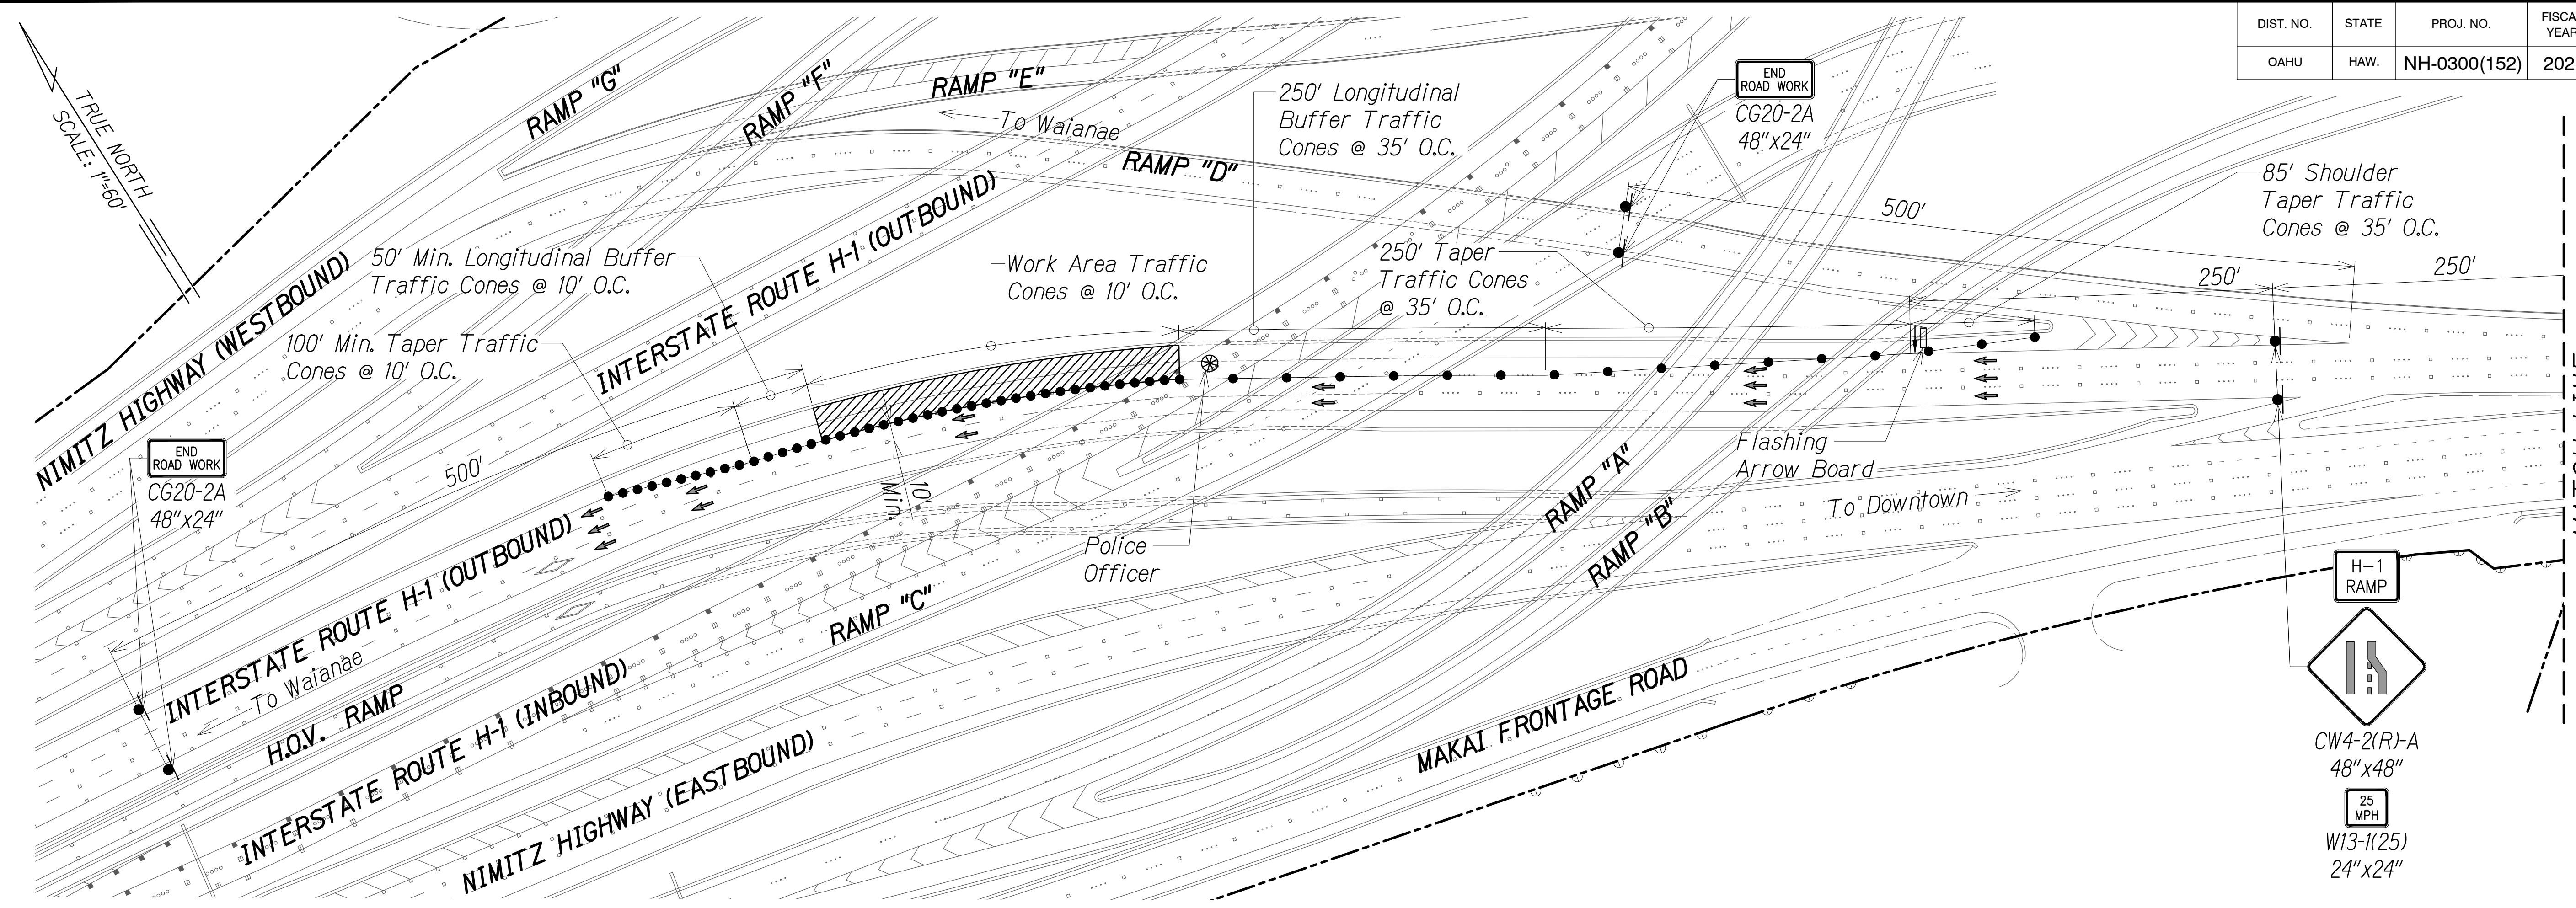 DIST. NO.
STATE
PROJ. NO.
OAHU
HAW.
NH-0300(152)
TRUE NORTH
SCALE: 1"=60'
RAMP "G"
RAMP "F"
RAMP "E"
To Waianae
RAMP "D"
250' Longitudinal
Buffer Traffic
Cones @ 35' O.C.
END
ROAD WORK
CG20-2A
48"x24"
500'
85' Shoulder
Taper Traffic
Cones @ 35' O.C.
250'
250'
NIMITZ HIGHWAY (WESTBOUND)
50' Min. Longitudinal Buffer
Traffic Cones @ 10' O.C.
INTERSTATE ROUTE H-1 (OUTBOUND)
Work Area Traffic
Cones @ 10' O.C.
250' Taper
Traffic Cones
@ 35' O.C.
100' Min. Taper Traffic
Cones @ 10' O.C.
END
ROAD WORK
CG20-2A
48"x24"
500'
10'
Min.
Police
Officer
RAMP "A"
RAMP "B"
Flashing
Arrow Board
To Downtown
INTERSTATE ROUTE H-1 (OUTBOUND)
To Waianae
H.O.V. RAMP
RAMP "C"
INTERSTATE ROUTE H-1 (INBOUND)
NIMITZ HIGHWAY (EASTBOUND)
MAKAI FRONTAGE ROAD
H-1
RAMP
CW4-2(R)-A
48"x48"
25
MPH
W13-1(25)
24"x24"